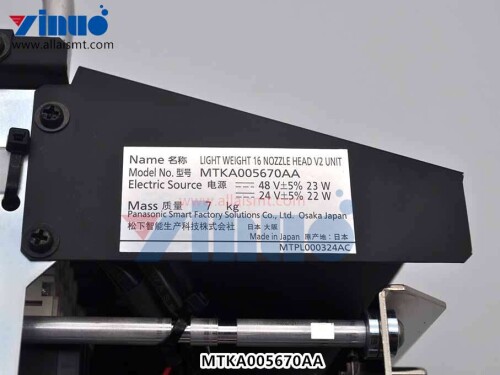 yinuo
www.allaismt.com
Name 名称 LIGHT WEIGHT 16 NOZZLE HEAD V2 UNIT
Model No. 型号 MTKA005670AA
Electric Source 电源 48 V±5% 23 W
24 V±5% 22 W
Mass 质量 7 kg
Panasonic Smart Factory Solutions Co., Ltd. Osaka Japan
松下智能生产科技株式会社 日本 大阪
Made in Japan 原产地：日本
MTPL000324AC
MTKA005670AA